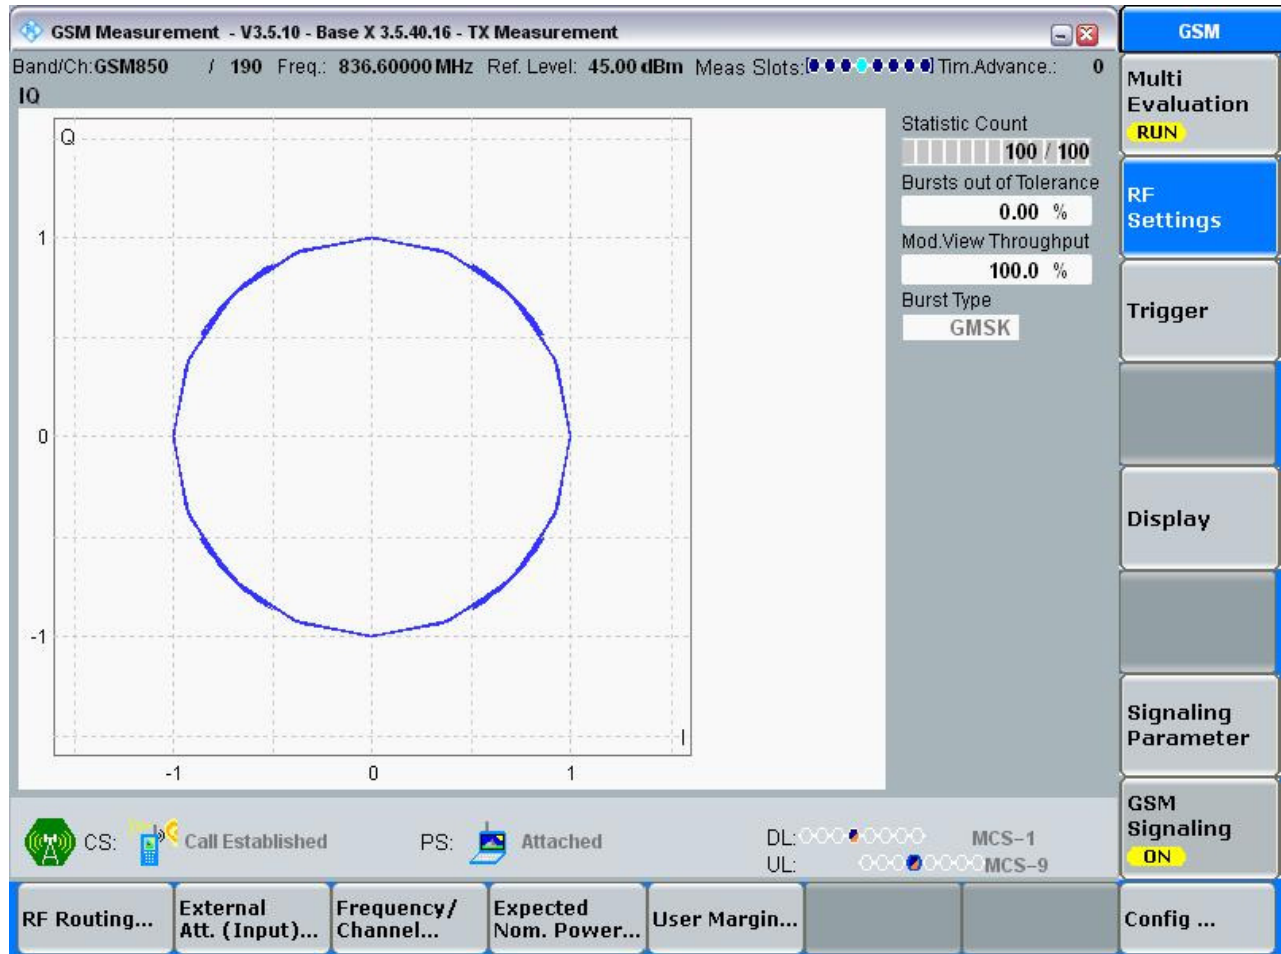 GSM Measurement - V3.5.10 - Base X 3.5.40.16 - TX Measurement
GSM
Band/Ch:GSM850 / 190 Freq.: 836.60000 MHz Ref. Level: 45.00 dBm Meas Slots: Tim.Advance.: 0
IQ
Q
1
0
-1
-1 0 1
I
Statistic Count
100 / 100
Bursts out of Tolerance
0.00 %
Mod.View Throughput
100.0 %
Burst Type
GMSK
Multi
Evaluation
RUN
RF
Settings
Trigger
Display
Signaling
Parameter
GSM
Signaling
ON
CS: Call Established PS: Attached
DL: MCS-1
UL: MCS-9
RF Routing...
External
Att. (Input)...
Frequency/
Channel...
Expected
Nom. Power...
User Margin...
Config ...